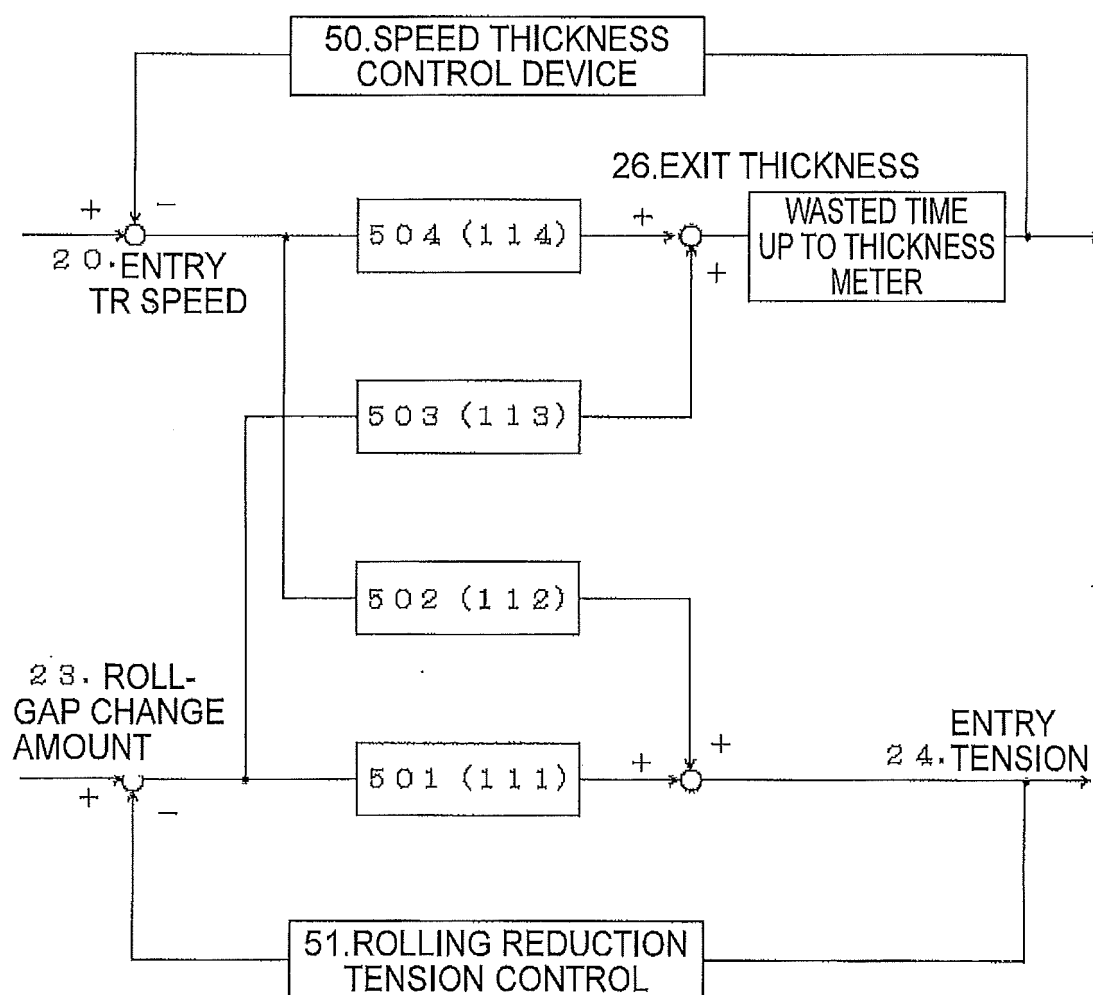 50.SPEED THICKNESS
CONTROL DEVICE
26.EXIT THICKNESS
+
−
504 (114)
+
WASTED TIME
UP TO THICKNESS
METER
20.ENTRY
TR SPEED
+
503 (113)
502 (112)
23. ROLL-
GAP CHANGE
AMOUNT
+
ENTRY
24.TENSION
501 (111)
+
+
−
51.ROLLING REDUCTION
TENSION CONTROL